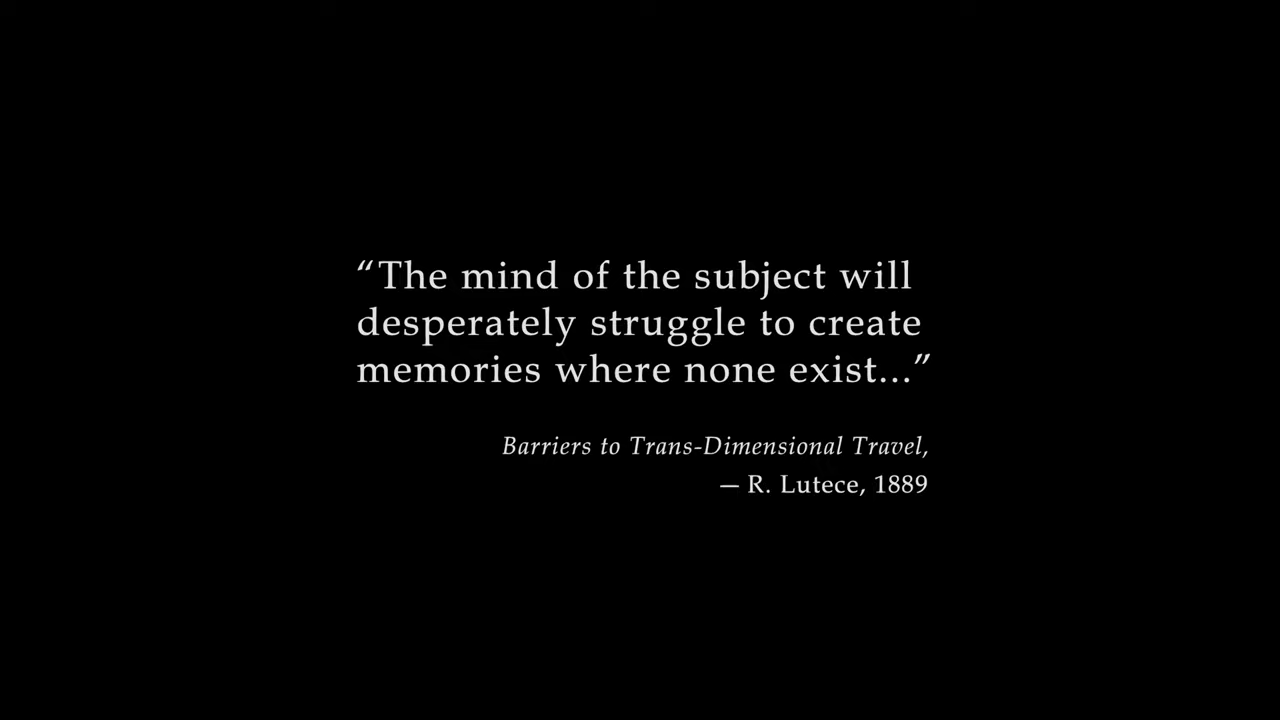 “The mind of the subject will
desperately struggle to create
memories where none exist...”
Barriers to Trans-Dimensional Travel,
— R. Lutece, 1889